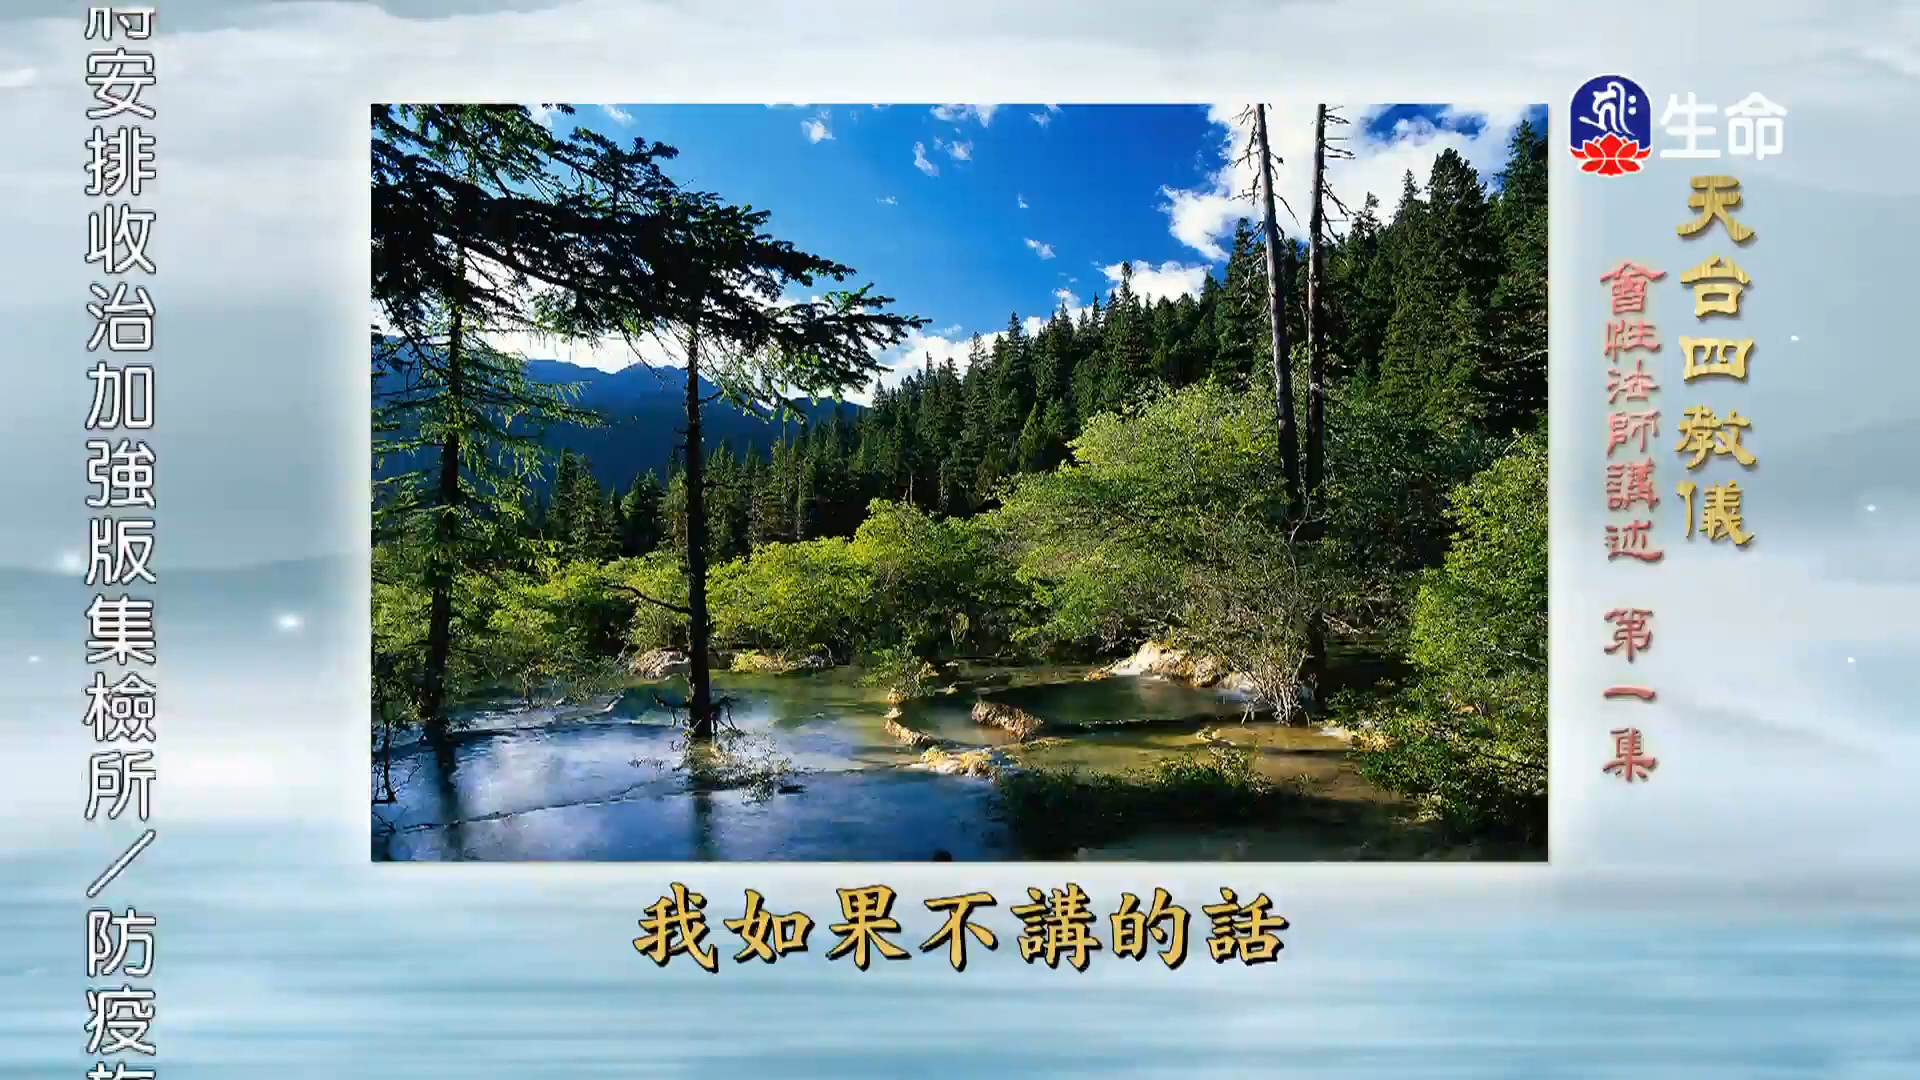 安排收治加強版集檢所／防疫
生命
天台四教儀
會性法師講述 第一集
我如果不講的話